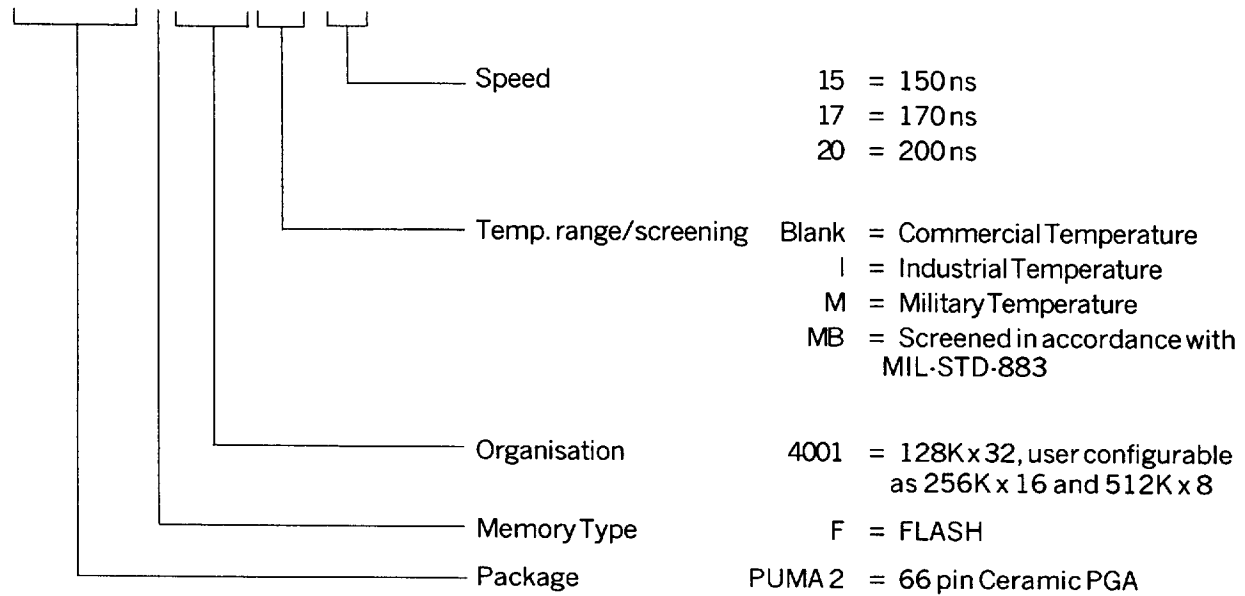 Speed 15 = 150ns
17 = 170ns
20 = 200ns
Temp. range/screening Blank = Commercial Temperature
I = Industrial Temperature
M = Military Temperature
MB = Screened in accordance with
MIL-STD-883
Organisation 4001 = 128K x 32, user configurable
as 256K x 16 and 512K x 8
Memory Type F = FLASH
Package PUMA 2 = 66 pin Ceramic PGA